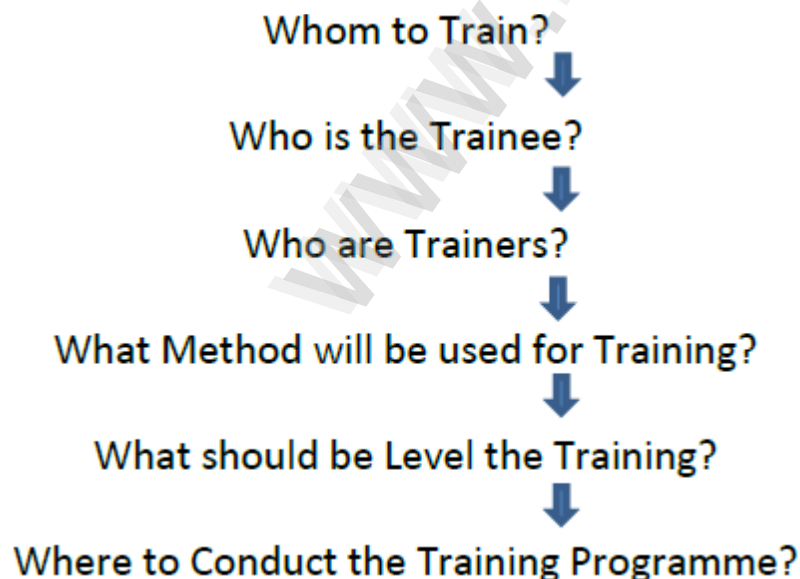 www.
Whom to Train?
Who is the Trainee?
Who are Trainers?
What Method will be used for Training?
What should be Level the Training?
Where to Conduct the Training Programme?